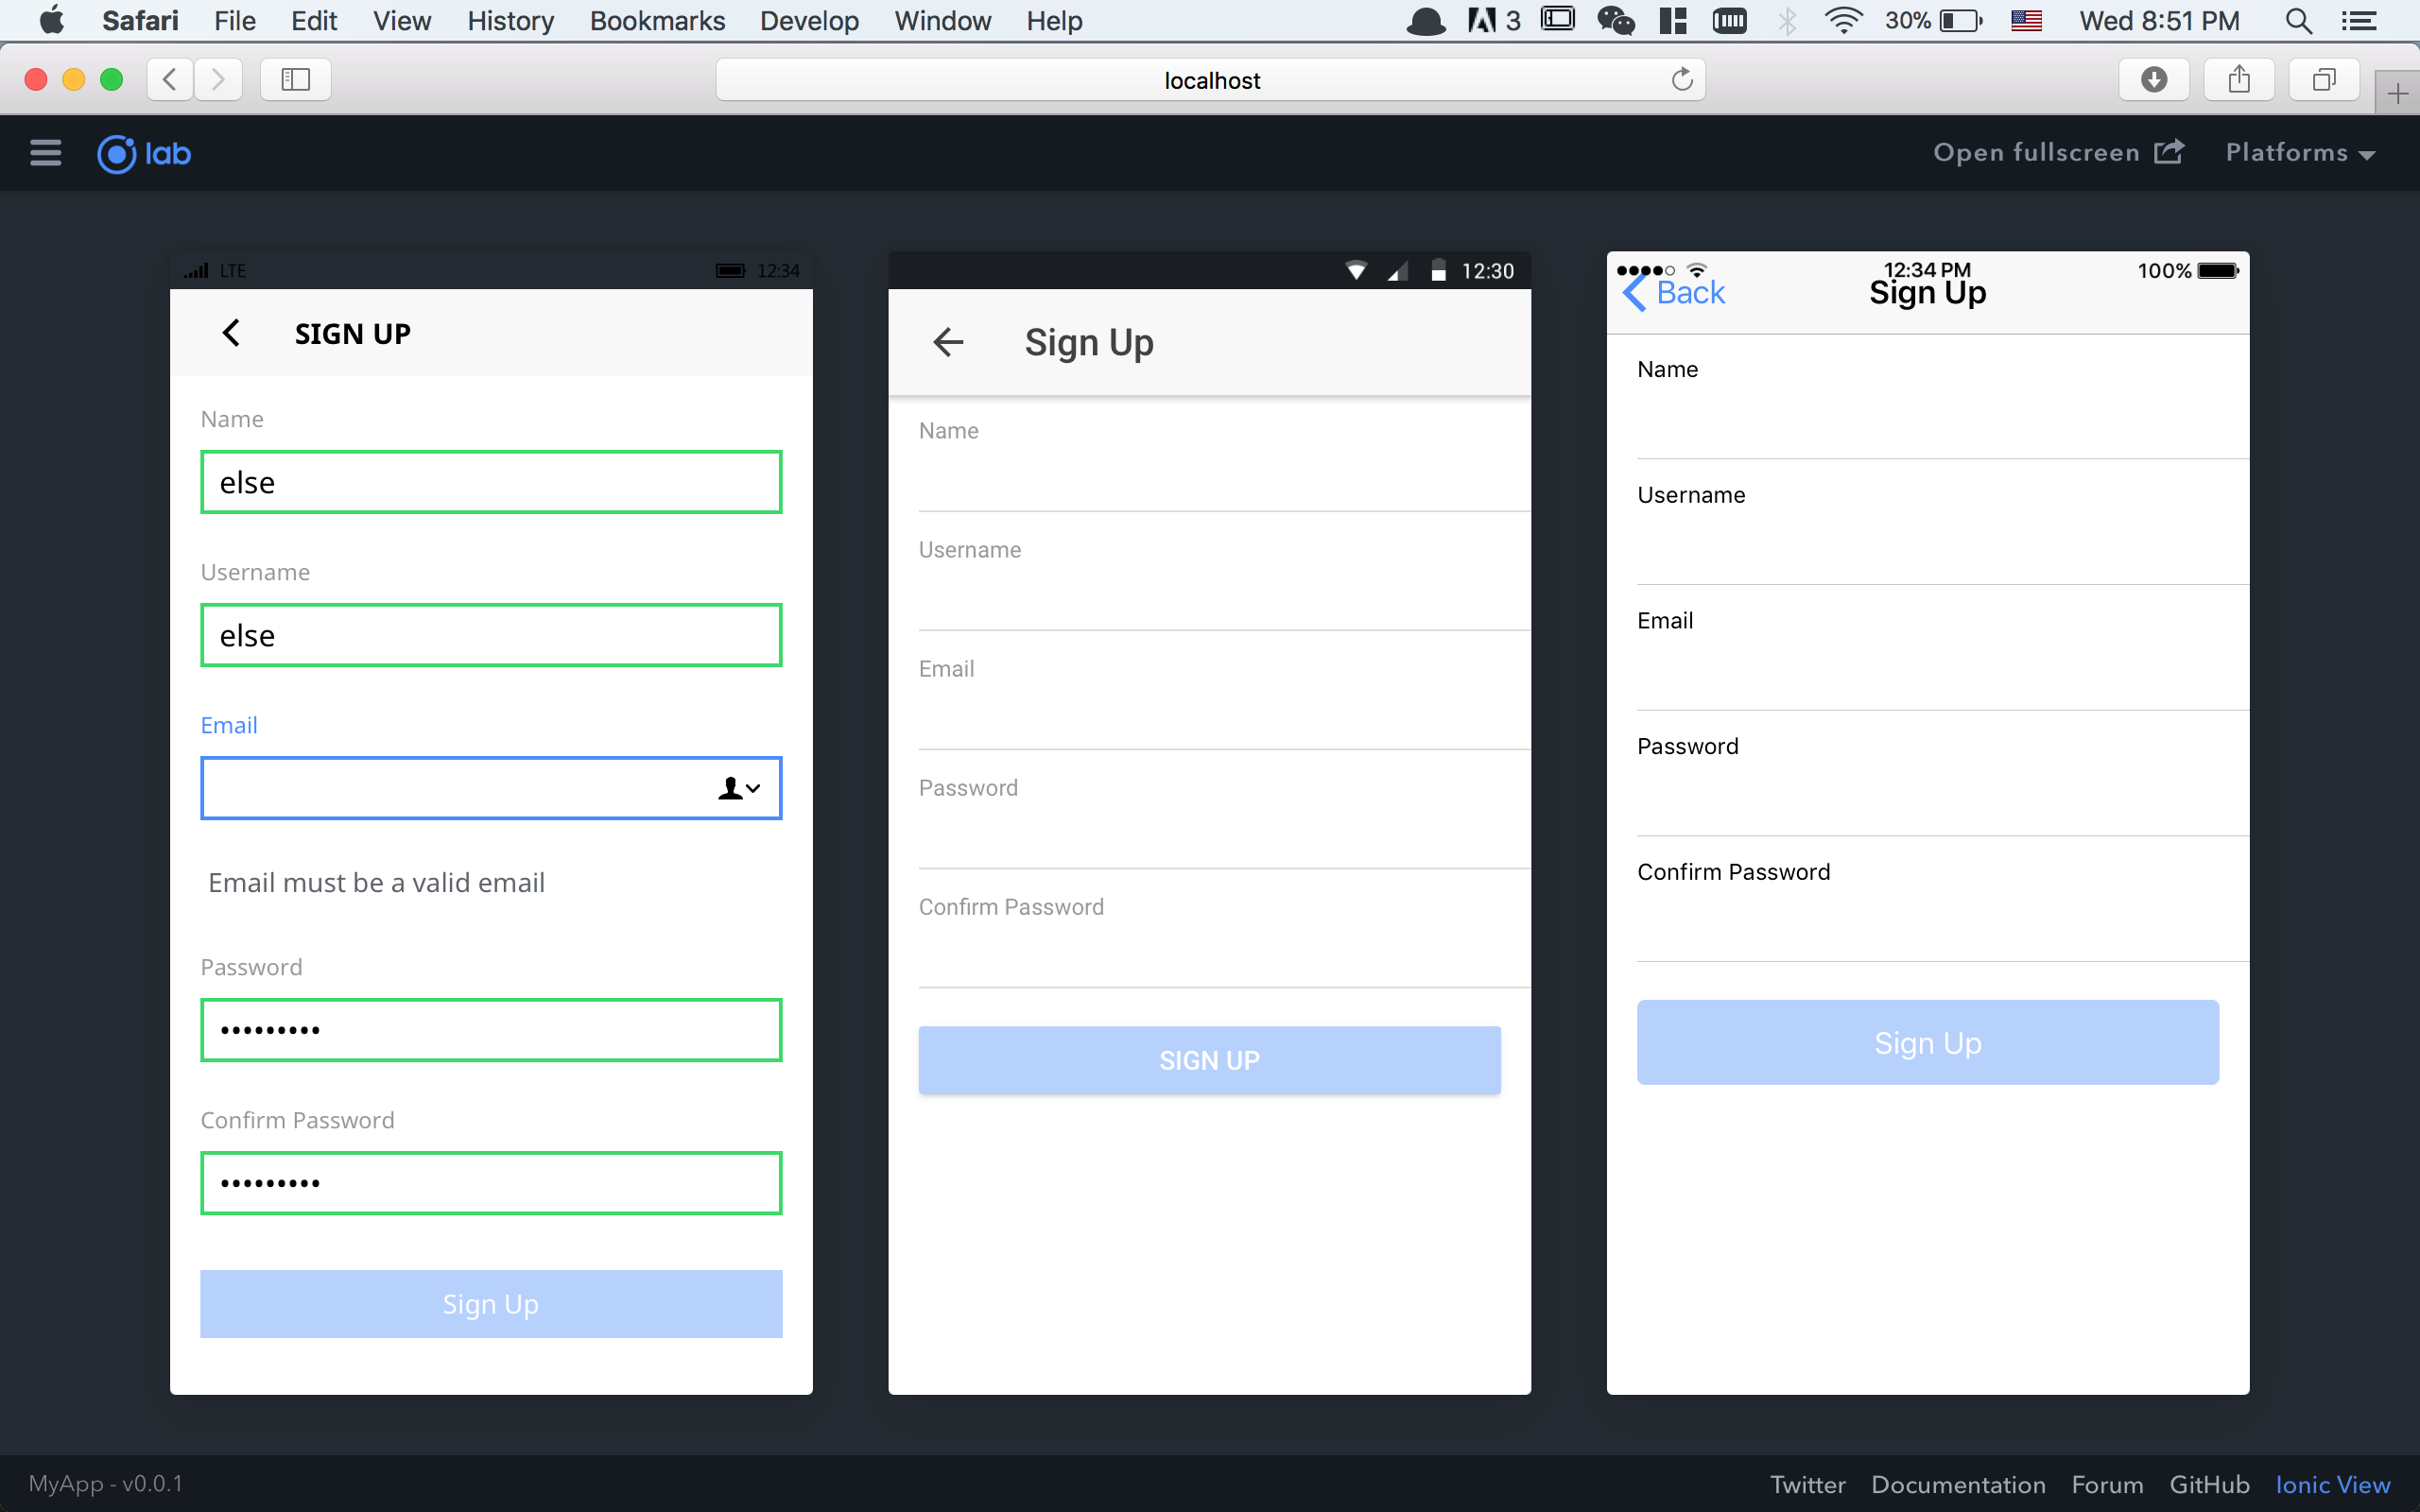 Safari File Edit View History Bookmarks Develop Window Help 3 30% Wed 8:51 PM
localhost
lab Open fullscreen Platforms
LTE 12:34
SIGN UP
Name
else
Username
else
Email
Email must be a valid email
Password
•••••••••
Confirm Password
•••••••••
Sign Up
12:30
Sign Up
Name
Username
Email
Password
Confirm Password
SIGN UP
12:34 PM 100%
Back Sign Up
Name
Username
Email
Password
Confirm Password
Sign Up
MyApp - v0.0.1 Twitter Documentation Forum GitHub Ionic View